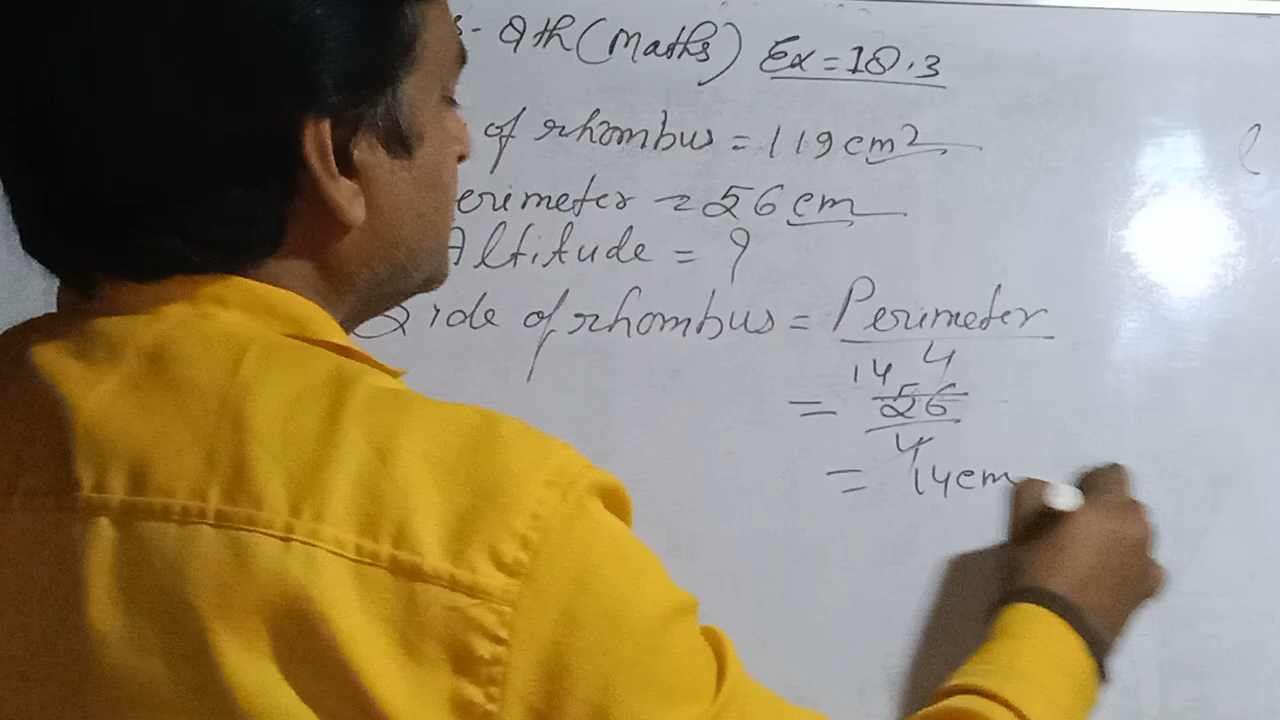 - 9th (Maths) Ex = 18.3
of rhombus = 119 cm2
erimeter = 56 cm
Altitude = ?
Side of rhombus = Perimeter
4
14
= 56
4
= 14cm